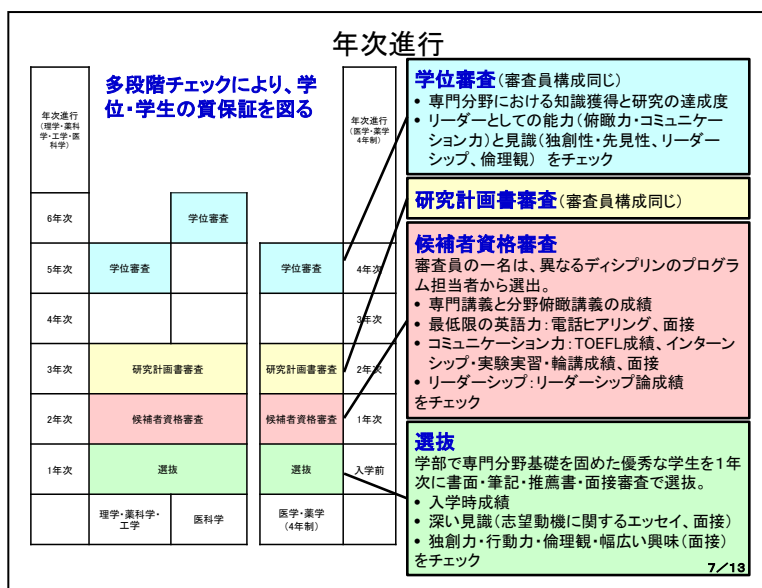 年次進行
多段階チェックにより、学
位・学生の質保証を図る
年次進行
(理学・薬科
学・工学・医
科学)
年次進行
(医学・薬学
4年制)
6年次
学位審査
5年次
学位審査
学位審査
4年次
4年次
3年次
3年次
研究計画書審査
研究計画書審査
2年次
2年次
候補者資格審査
候補者資格審査
1年次
1年次
選抜
選抜
入学前
理学・薬科学・
工学
医科学
医学・薬学
(4年制)
学位審査(審査員構成同じ)
• 専門分野における知識獲得と研究の達成度
• リーダーとしての能力(俯瞰力・コミュニケー
ション力)と見識(独創性・先見性、リーダー
シップ、倫理観) をチェック
研究計画書審査(審査員構成同じ)
候補者資格審査
審査員の一名は、異なるディシプリンのプログラ
ム担当者から選出。
• 専門講義と分野俯瞰講義の成績
• 最低限の英語力:電話ヒアリング、面接
• コミュニケーション力:TOEFL成績、インターン
シップ・実験実習・輪講成績、面接
• リーダーシップ:リーダーシップ論成績
をチェック
選抜
学部で専門分野基礎を固めた優秀な学生を1年
次に書面・筆記・推薦書・面接審査で選抜。
• 入学時成績
• 深い見識(志望動機に関するエッセイ、面接)
• 独創力・行動力・倫理観・幅広い興味(面接)
をチェック
7/13